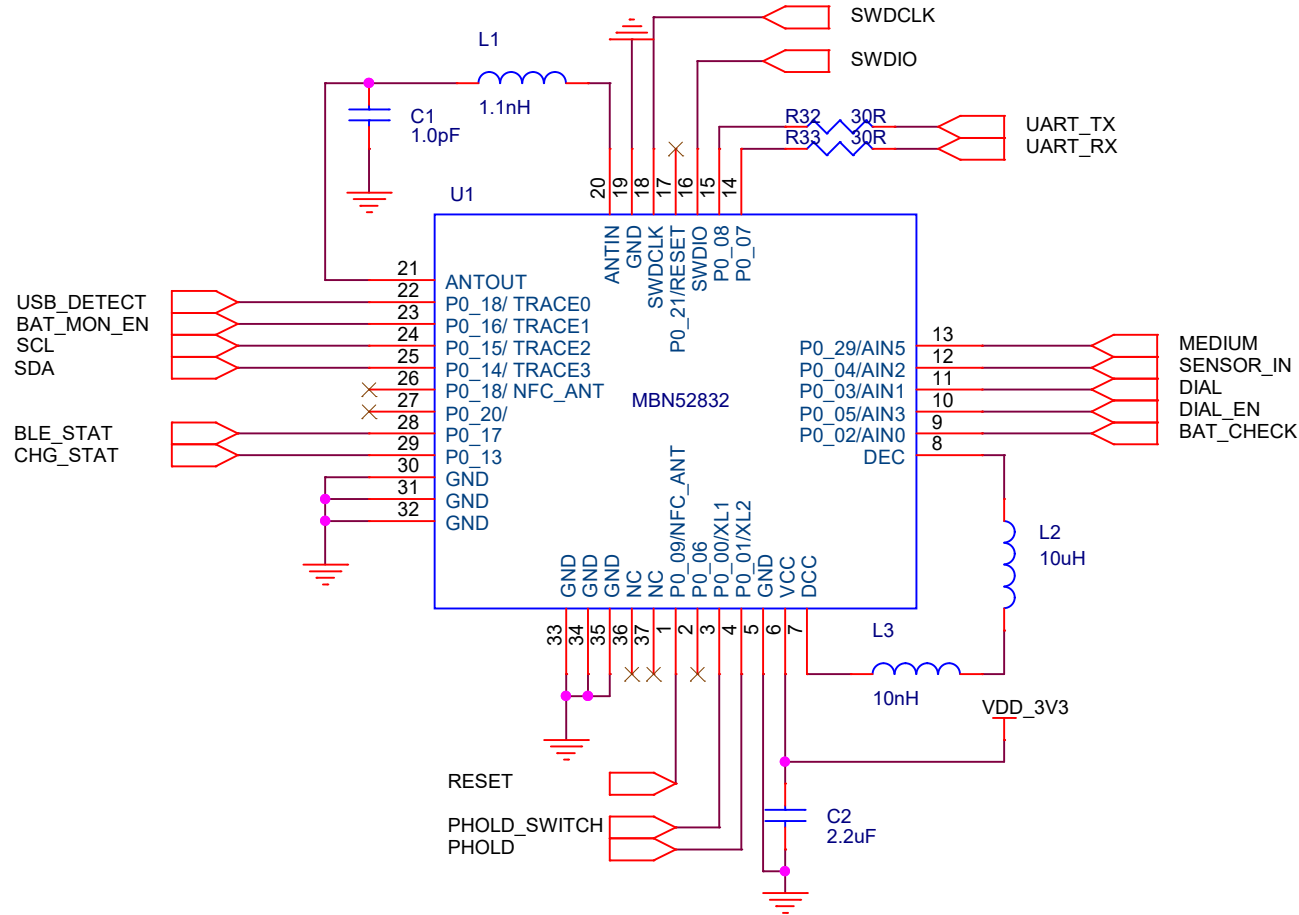 SWDCLK
SWDIO
L1
1.1nH
C1
1.0pF
R32 30R
R33 30R
UART_TX
UART_RX
U1
20
19
18
17
16
15
14
ANTIN
GND
SWDCLK
P0_21/RESET
SWDIO
P0_08
P0_07
21 ANTOUT
USB_DETECT 22 P0_18/ TRACE0
BAT_MON_EN 23 P0_16/ TRACE1
SCL 24 P0_15/ TRACE2
SDA 25 P0_14/ TRACE3
26 P0_18/ NFC_ANT
27 P0_20/
BLE_STAT 28 P0_17
CHG_STAT 29 P0_13
30 GND
31 GND
32 GND
MBN52832
P0_29/AIN5 13 MEDIUM
P0_04/AIN2 12 SENSOR_IN
P0_03/AIN1 11 DIAL
P0_05/AIN3 10 DIAL_EN
P0_02/AIN0 9 BAT_CHECK
DEC 8
L2
10uH
GND
GND
GND
NC
NC
P0_09/NFC_ANT
P0_06
P0_00/XL1
P0_01/XL2
GND
VCC
DCC
33
34
35
36
37
1
2
3
4
5
6
7
L3
10nH
VDD_3V3
RESET
PHOLD_SWITCH
PHOLD
C2
2.2uF